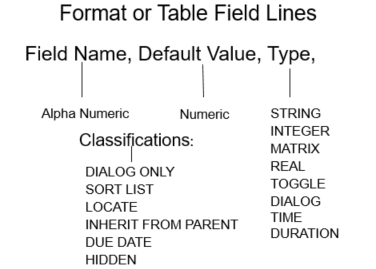 Format or Table Field Lines
Field Name, Default Value, Type,
Alpha Numeric
Numeric
Classifications:
DIALOG ONLY
SORT LIST
LOCATE
INHERIT FROM PARENT
DUE DATE
HIDDEN
STRING
INTEGER
MATRIX
REAL
TOGGLE
DIALOG
TIME
DURATION